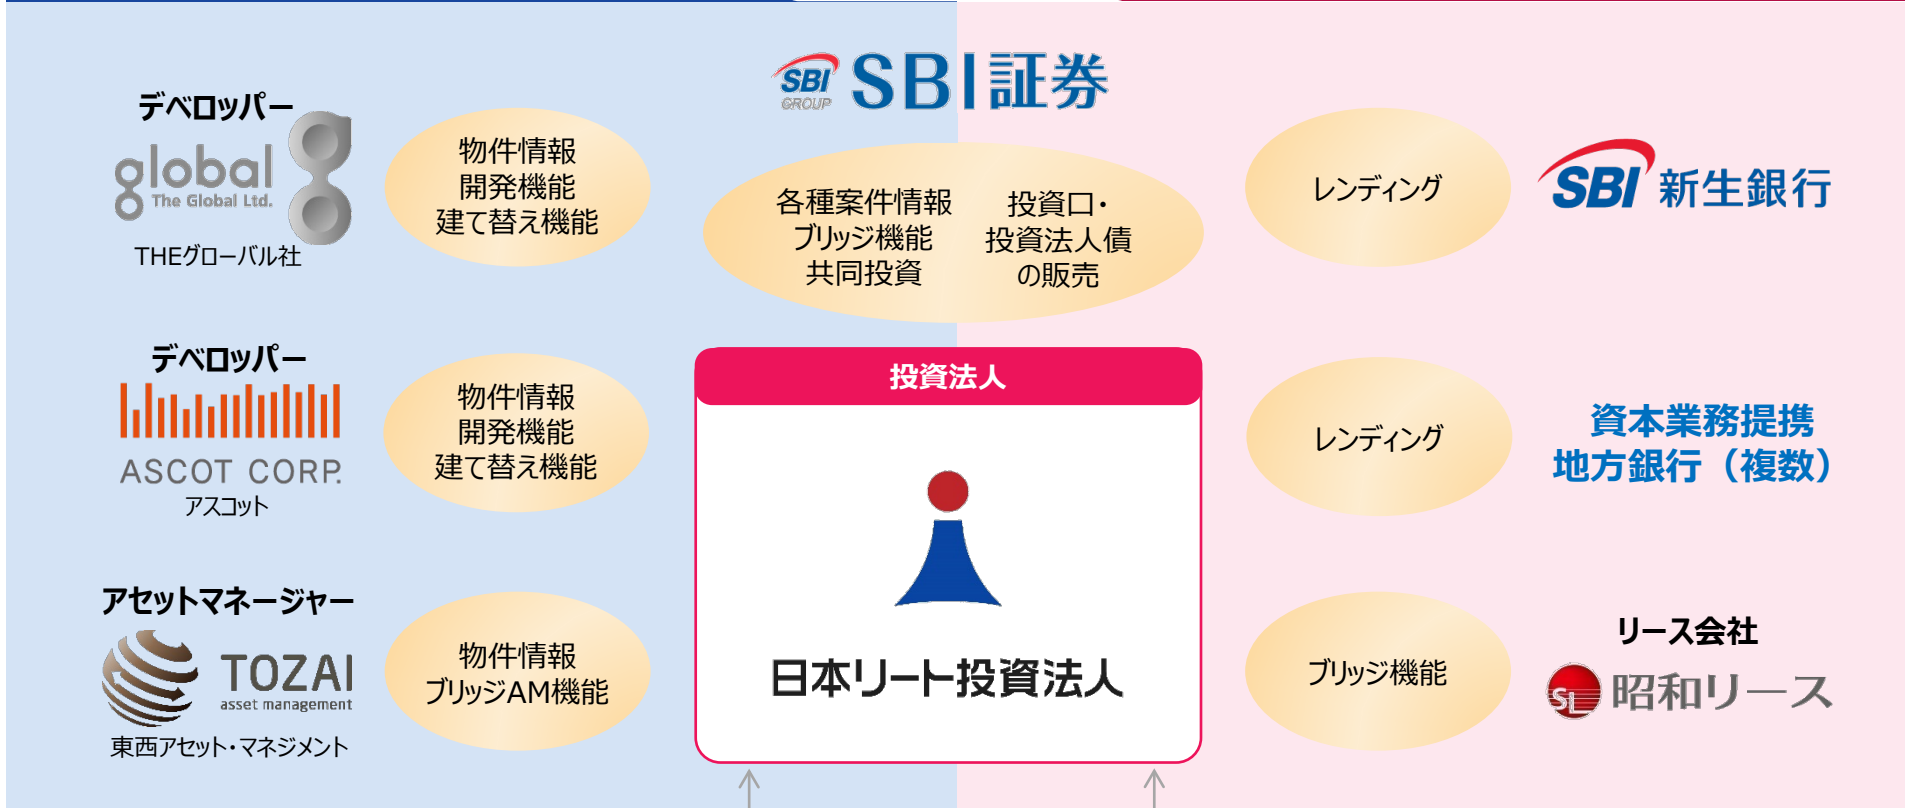 SBI
GROUP
SBI証券
デベロッパー
global
The Global Ltd.
THEグローバル社
物件情報
開発機能
建て替え機能
各種案件情報
ブリッジ機能
共同投資
投資口・
投資法人債
の販売
レンディング
SBI 新生銀行
デベロッパー
ASCOT CORP.
アスコット
物件情報
開発機能
建て替え機能
投資法人
日本リート投資法人
レンディング
資本業務提携
地方銀行（複数）
アセットマネージャー
TOZAI
asset management
東西アセット・マネジメント
物件情報
ブリッジAM機能
ブリッジ機能
リース会社
SL
昭和リース